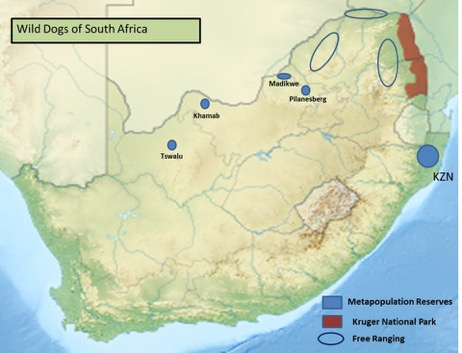 Wild Dogs of South Africa
Madikwe
Pilanesberg
Khamab
Tswalu
KZN
Metapopulation Reserves
Kruger National Park
Free Ranging